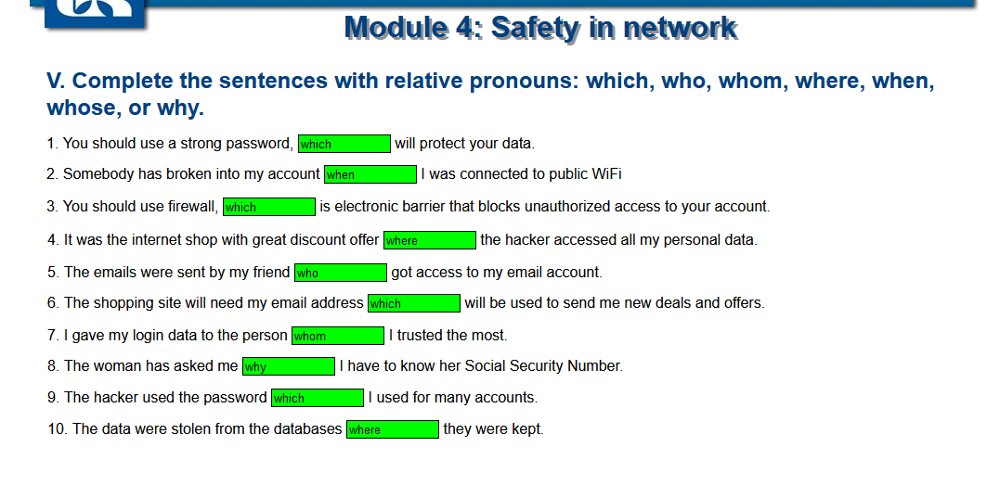 Module 4: Safety in network
V. Complete the sentences with relative pronouns: which, who, whom, where, when,
whose, or why.
1. You should use a strong password, which will protect your data.
2. Somebody has broken into my account when I was connected to public WiFi
3. You should use firewall, which is electronic barrier that blocks unauthorized access to your account.
4. It was the internet shop with great discount offer where the hacker accessed all my personal data.
5. The emails were sent by my friend who got access to my email account.
6. The shopping site will need my email address which will be used to send me new deals and offers.
7. I gave my login data to the person whom I trusted the most.
8. The woman has asked me why I have to know her Social Security Number.
9. The hacker used the password which I used for many accounts.
10. The data were stolen from the databases where they were kept.